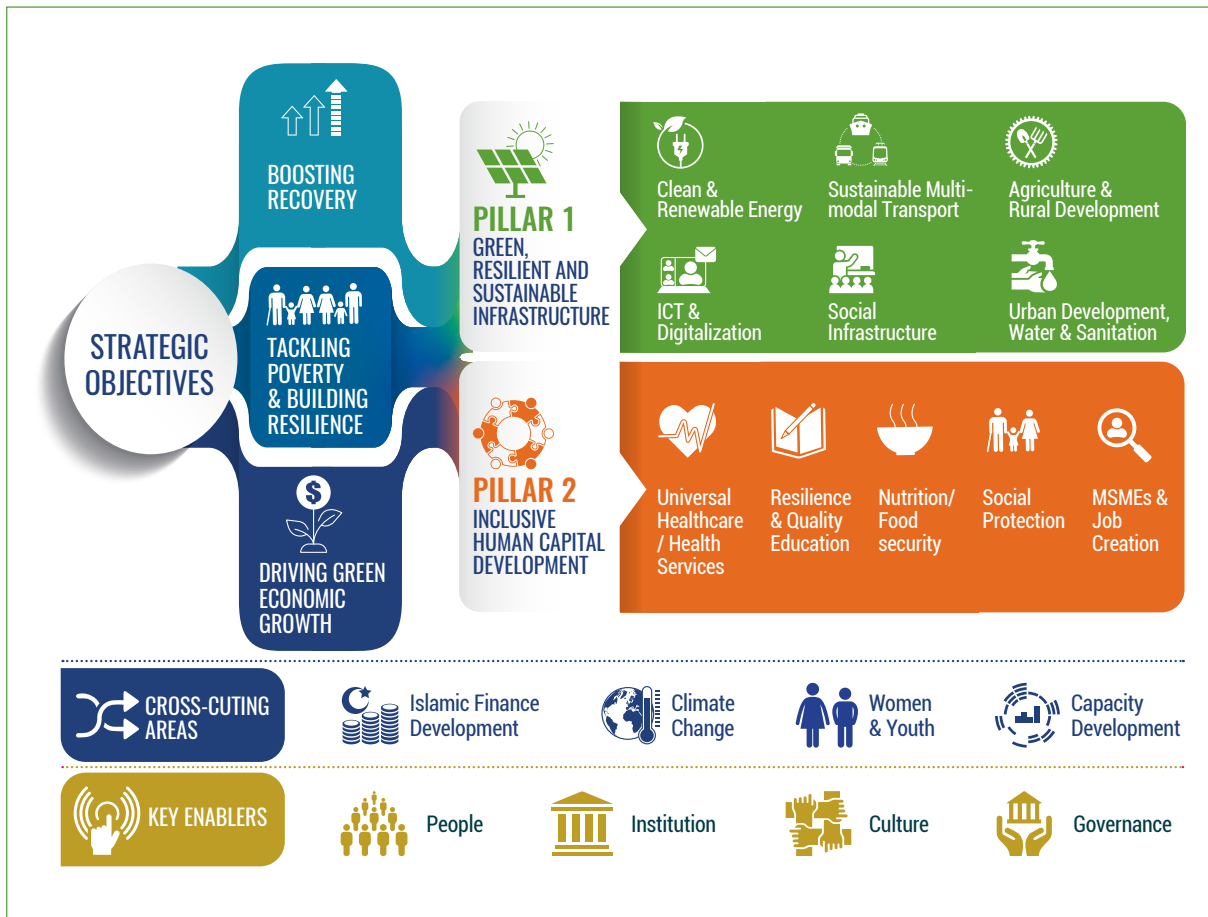 BOOSTING
RECOVERY
STRATEGIC
OBJECTIVES
TACKLING
POVERTY
& BUILDING
RESILIENCE
$
DRIVING GREEN
ECONOMIC
GROWTH
PILLAR 1
GREEN,
RESILIENT AND
SUSTAINABLE
INFRASTRUCTURE
Clean &
Renewable Energy
Sustainable Multi-
modal Transport
Agriculture &
Rural Development
ICT &
Digitalization
Social
Infrastructure
Urban Development,
Water & Sanitation
PILLAR 2
INCLUSIVE
HUMAN CAPITAL
DEVELOPMENT
Universal
Healthcare
/ Health
Services
Resilience
& Quality
Education
Nutrition/
Food
security
Social
Protection
MSMEs &
Job
Creation
CROSS-CUTING
AREAS
Islamic Finance
Development
Climate
Change
Women
& Youth
Capacity
Development
KEY ENABLERS
People
Institution
Culture
Governance